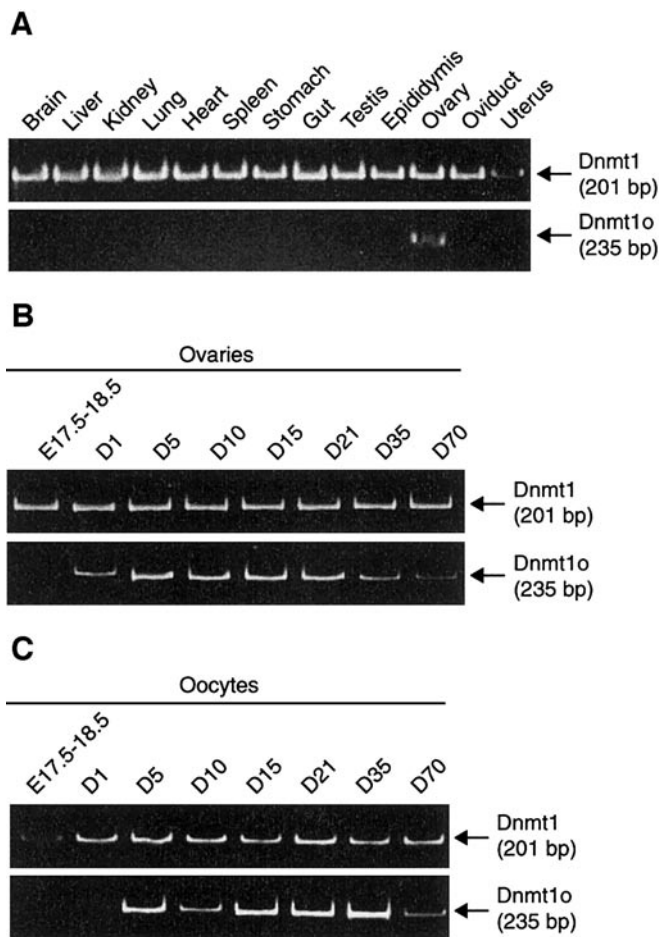 A
Brain Liver Kidney Lung Heart Spleen Stomach Gut Testis Epididymis Ovary Oviduct Uterus
Dnmt1
(201 bp)
Dnmt1o
(235 bp)
B
Ovaries
E17.5-18.5 D1 D5 D10 D15 D21 D35 D70
Dnmt1
(201 bp)
Dnmt1o
(235 bp)
C
Oocytes
E17.5-18.5 D1 D5 D10 D15 D21 D35 D70
Dnmt1
(201 bp)
Dnmt1o
(235 bp)